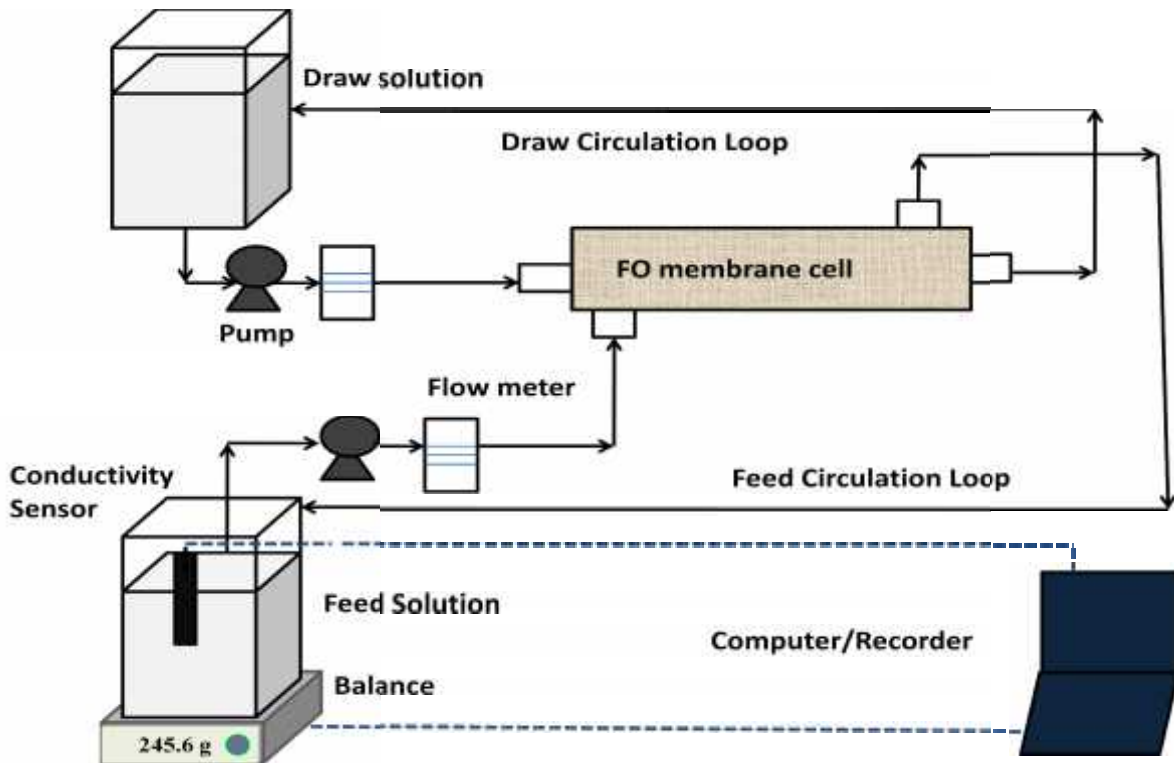 Draw solution
Draw Circulation Loop
FO membrane cell
Pump
Flow meter
Conductivity
Sensor
Feed Circulation Loop
Feed Solution
Computer/Recorder
Balance
245.6 g